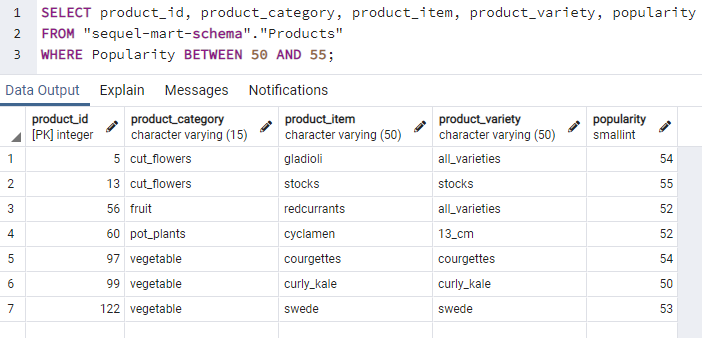 1 SELECT product_id, product_category, product_item, product_variety, popularity
2 FROM "sequel-mart-schema"."Products"
3 WHERE Popularity BETWEEN 50 AND 55;
Data Output Explain Messages Notifications
product_id product_category product_item product_variety popularity
[PK] integer character varying (15) character varying (50) character varying (50) smallint
1 5 cut_flowers gladioli all_varieties 54
2 13 cut_flowers stocks stocks 55
3 56 fruit redcurrants all_varieties 52
4 60 pot_plants cyclamen 13_cm 52
5 97 vegetable courgettes courgettes 54
6 99 vegetable curly_kale curly_kale 50
7 122 vegetable swede swede 53